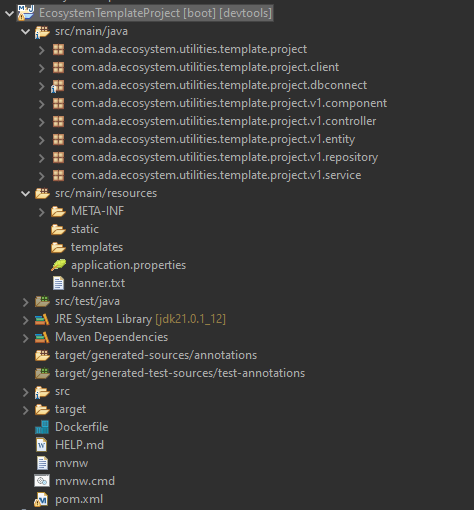 EcosystemTemplateProject [boot] [devtools]
src/main/java
com.ada.ecosystem.utilities.template.project
com.ada.ecosystem.utilities.template.project.client
com.ada.ecosystem.utilities.template.project.dbconnect
com.ada.ecosystem.utilities.template.project.v1.component
com.ada.ecosystem.utilities.template.project.v1.controller
com.ada.ecosystem.utilities.template.project.v1.entity
com.ada.ecosystem.utilities.template.project.v1.repository
com.ada.ecosystem.utilities.template.project.v1.service
src/main/resources
META-INF
static
templates
application.properties
banner.txt
src/test/java
JRE System Library [jdk21.0.1_12]
Maven Dependencies
target/generated-sources/annotations
target/generated-test-sources/test-annotations
src
target
Dockerfile
HELP.md
mvnw
mvnw.cmd
pom.xml